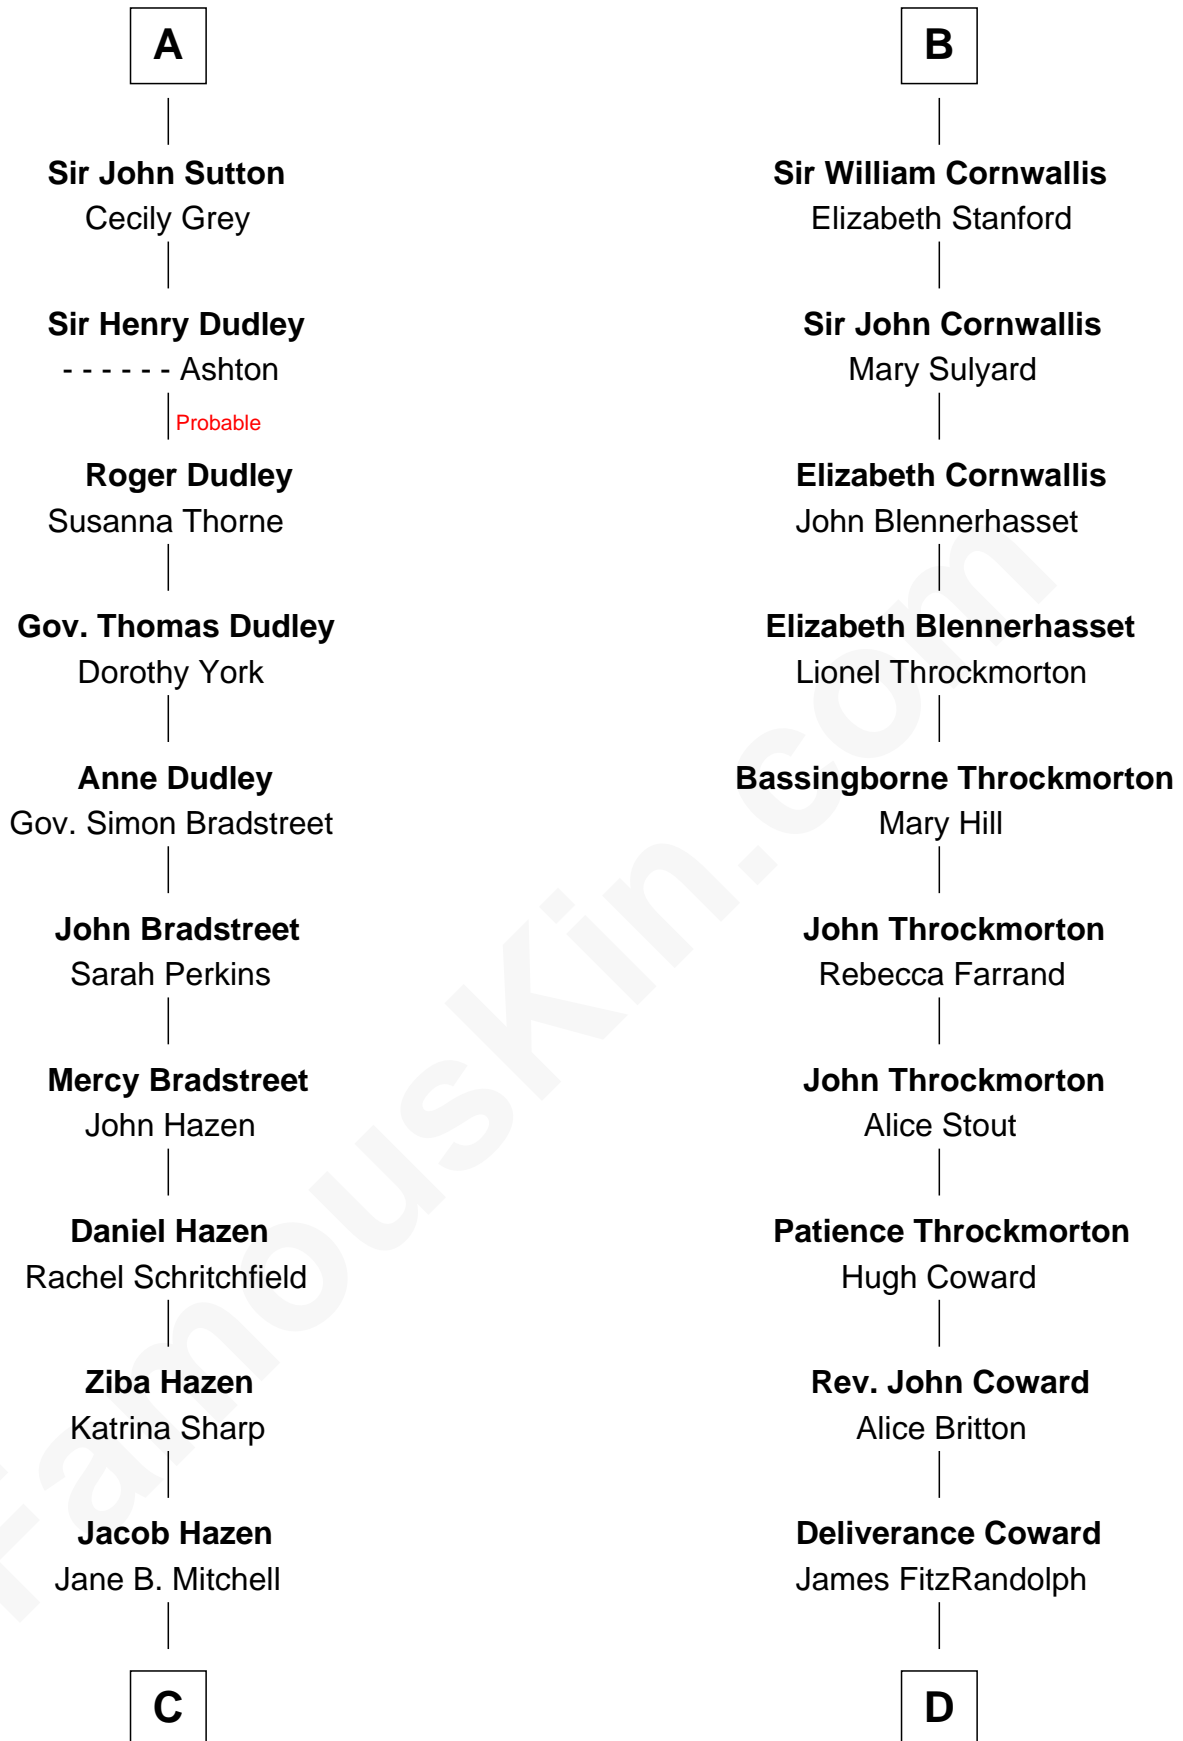 A
Sir John Sutton
Cecily Grey
Sir Henry Dudley
- - - - - - Ashton
Probable
Roger Dudley
Susanna Thorne
Gov. Thomas Dudley
Dorothy York
Anne Dudley
Gov. Simon Bradstreet
John Bradstreet
Sarah Perkins
Mercy Bradstreet
John Hazen
Daniel Hazen
Rachel Schritchfield
Ziba Hazen
Katrina Sharp
Jacob Hazen
Jane B. Mitchell
C
B
Sir William Cornwallis
Elizabeth Stanford
Sir John Cornwallis
Mary Sulyard
Elizabeth Cornwallis
John Blennerhasset
Elizabeth Blennerhasset
Lionel Throckmorton
Bassingborne Throckmorton
Mary Hill
John Throckmorton
Rebecca Farrand
John Throckmorton
Alice Stout
Patience Throckmorton
Hugh Coward
Rev. John Coward
Alice Britton
Deliverance Coward
James FitzRandolph
D
FamousKin.com